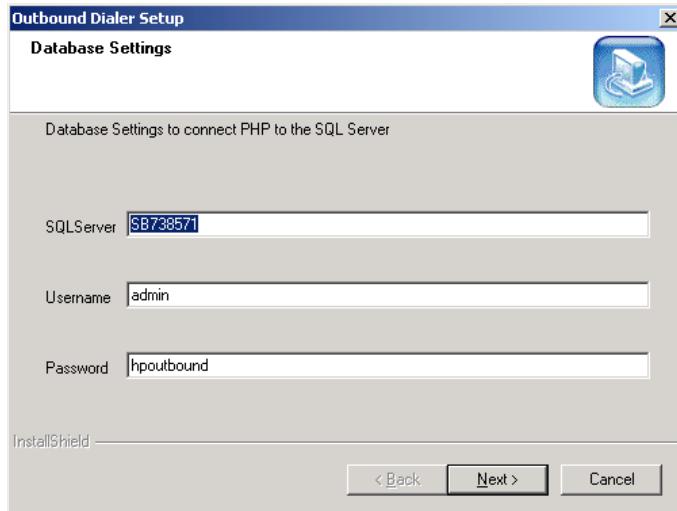 Outbound Dialer Setup
Database Settings
Database Settings to connect PHP to the SQL Server
SQLServer SB738571
Username admin
Password hpoutbound
InstallShield
< Back Next > Cancel